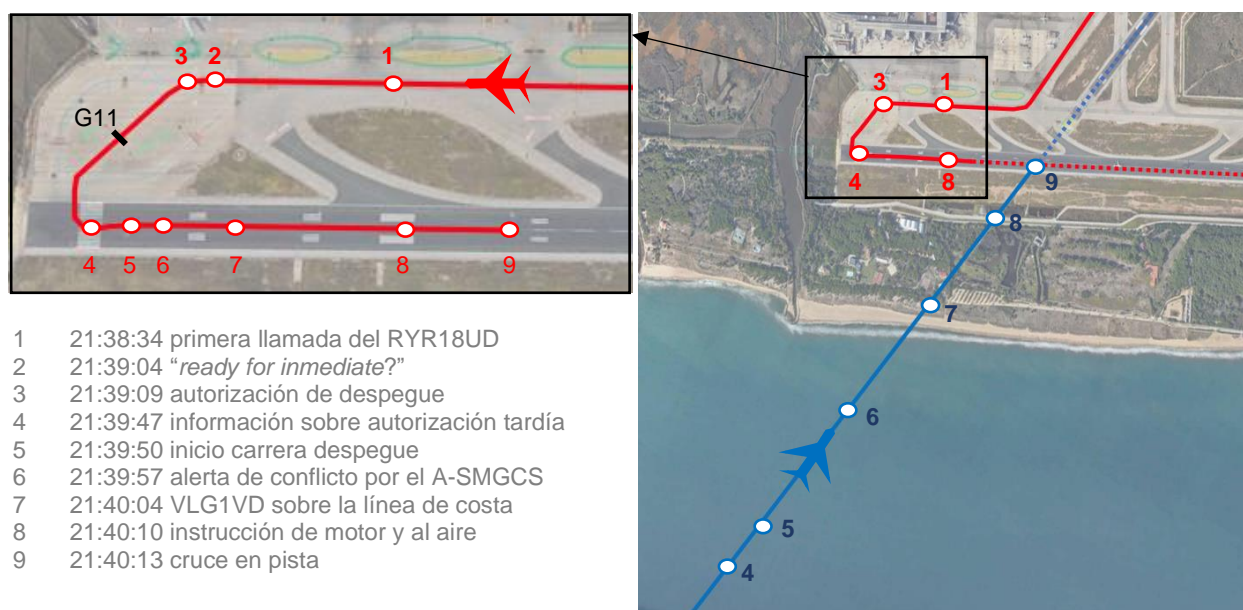 3 2 1
G11
4 5 6 7 8 9
1 21:38:34 primera llamada del RYR18UD
2 21:39:04 “ready for inmediate?”
3 21:39:09 autorización de despegue
4 21:39:47 información sobre autorización tardía
5 21:39:50 inicio carrera despegue
6 21:39:57 alerta de conflicto por el A-SMGCS
7 21:40:04 VLG1VD sobre la línea de costa
8 21:40:10 instrucción de motor y al aire
9 21:40:13 cruce en pista
3 1
4 8
9
8
7
6
5
4